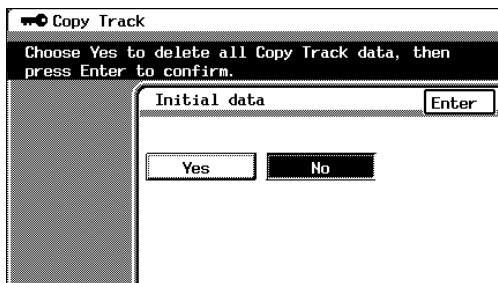 Copy Track
Choose Yes to delete all Copy Track data, then
press Enter to confirm.
Initial data
Enter
Yes
No